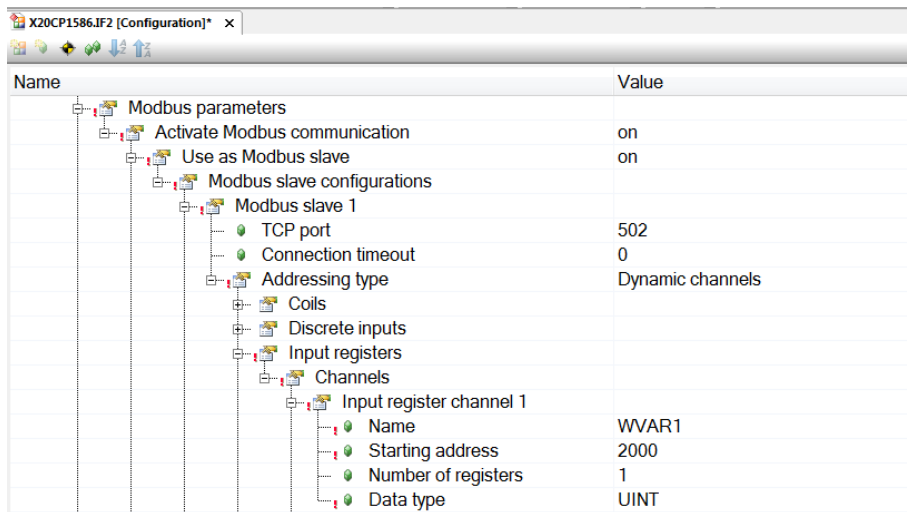 X20CP1586.IF2 [Configuration]* x
Name Value
Modbus parameters
Activate Modbus communication on
Use as Modbus slave on
Modbus slave configurations
Modbus slave 1
TCP port 502
Connection timeout 0
Addressing type Dynamic channels
Coils
Discrete inputs
Input registers
Channels
Input register channel 1
Name WVAR1
Starting address 2000
Number of registers 1
Data type UINT